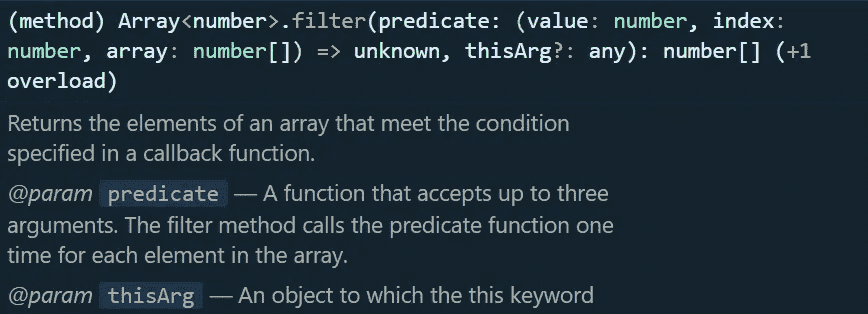 (method) Array<number>.filter(predicate: (value: number, index:
number, array: number[]) => unknown, thisArg?: any): number[] (+1
overload)
Returns the elements of an array that meet the condition
specified in a callback function.
@param predicate — A function that accepts up to three
arguments. The filter method calls the predicate function one
time for each element in the array.
@param thisArg — An object to which the this keyword